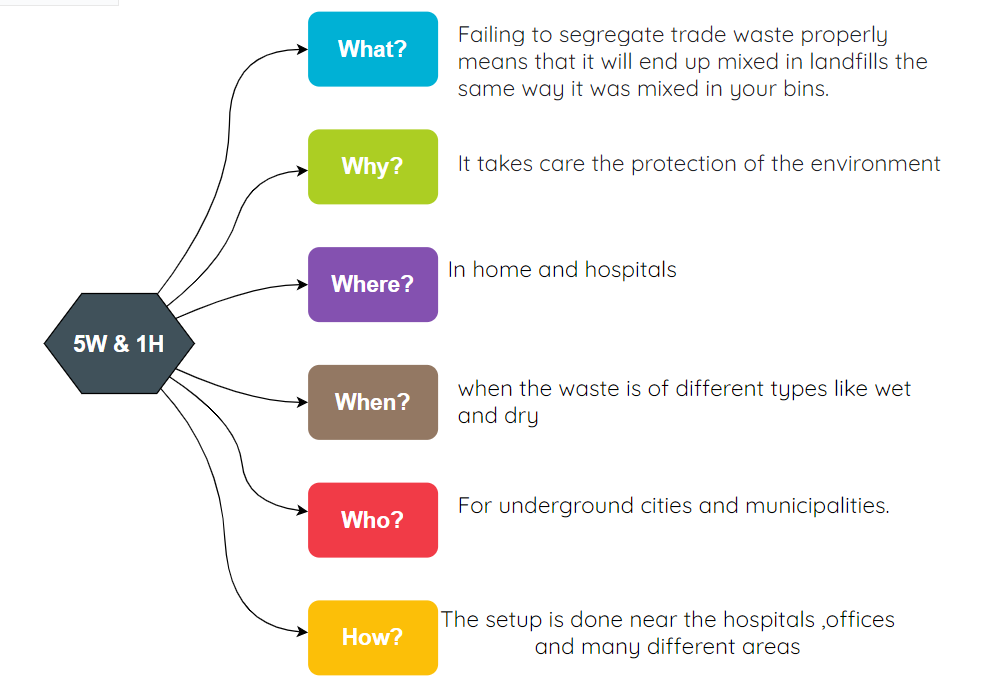 What?
Failing to segregate trade waste properly
means that it will end up mixed in landfills the
same way it was mixed in your bins.
Why?
It takes care the protection of the environment
Where?
In home and hospitals
5W & 1H
When?
when the waste is of different types like wet
and dry
Who?
For underground cities and municipalities.
How?
The setup is done near the hospitals ,offices
and many different areas